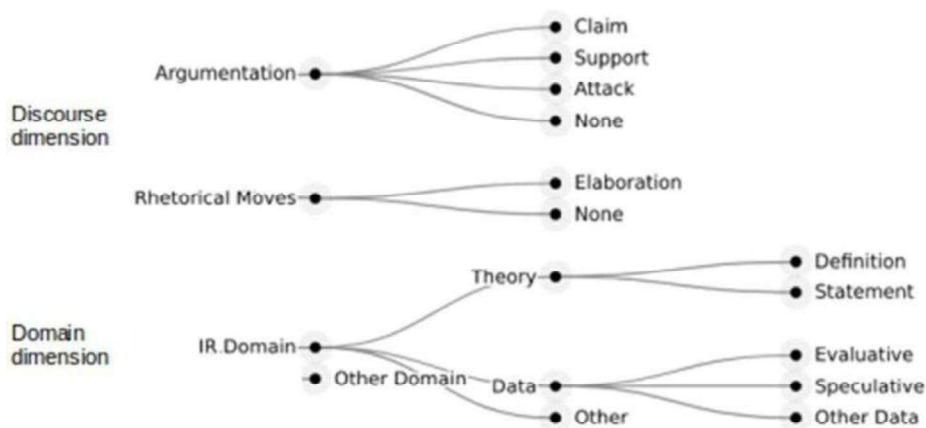 Claim
Support
Argumentation
Attack
Discourse
dimension
None
Elaboration
Rhetorical Moves
None
Definition
Theory
Statement
Domain
dimension
IR.Domain
Evaluative
Other Domain
Data
Speculative
Other
Other Data